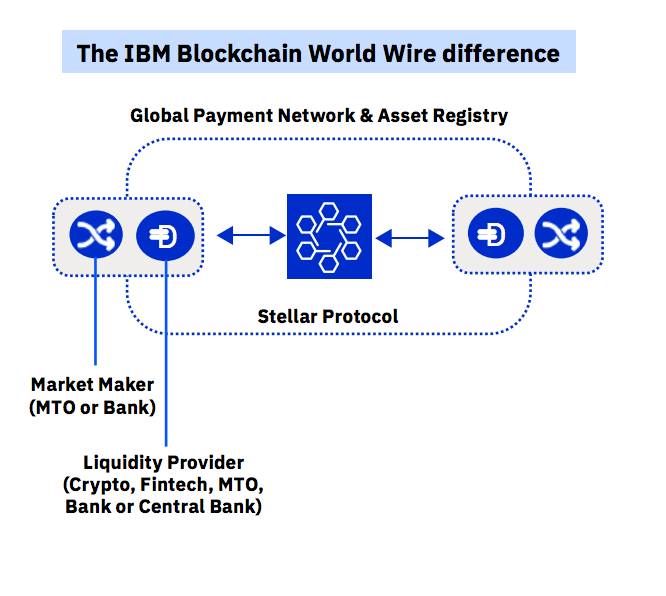 The IBM Blockchain World Wire difference
Global Payment Network & Asset Registry
Stellar Protocol
Market Maker
(MTO or Bank)
Liquidity Provider
(Crypto, Fintech, MTO,
Bank or Central Bank)